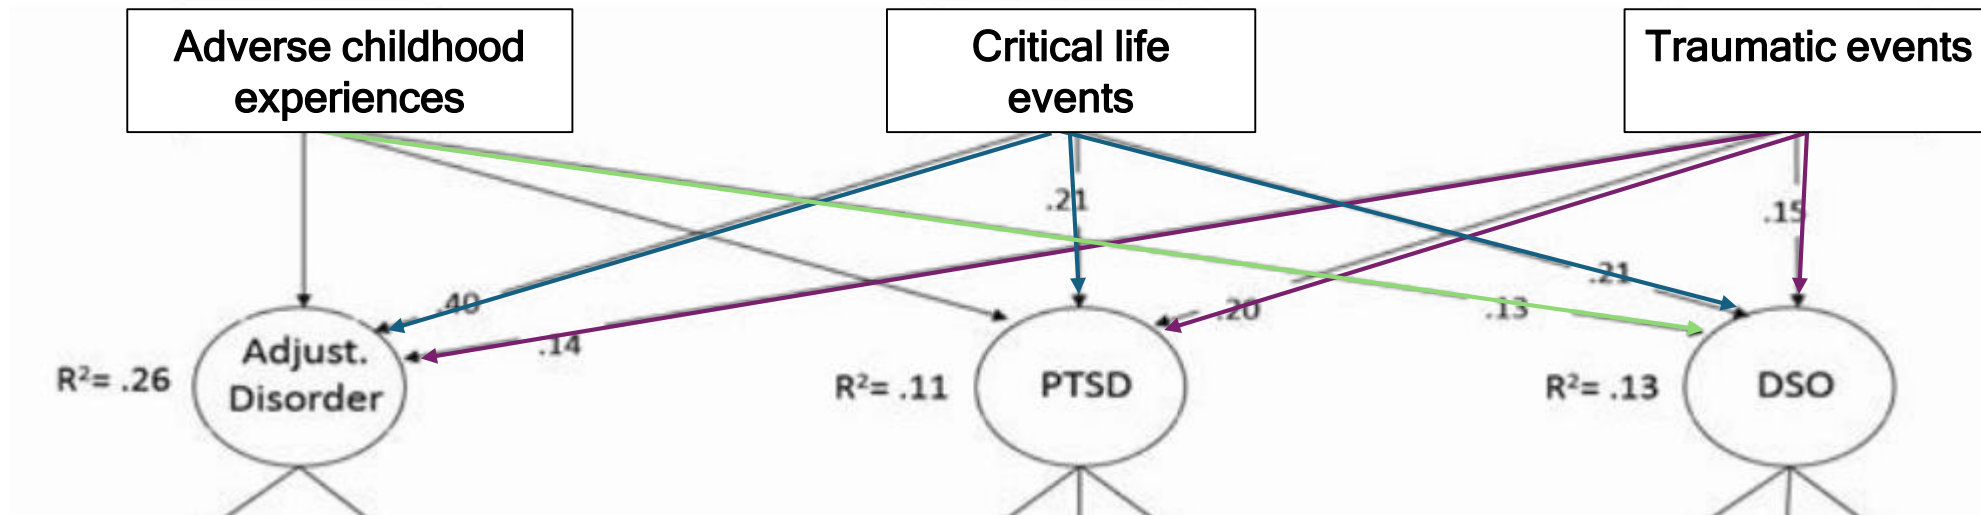 Adverse childhood
experiences
Critical life
events
Traumatic events
.21
.15
.40
.14
.20
.13
.21
R²= .26
Adjust.
Disorder
R²= .11
PTSD
R²= .13
DSO